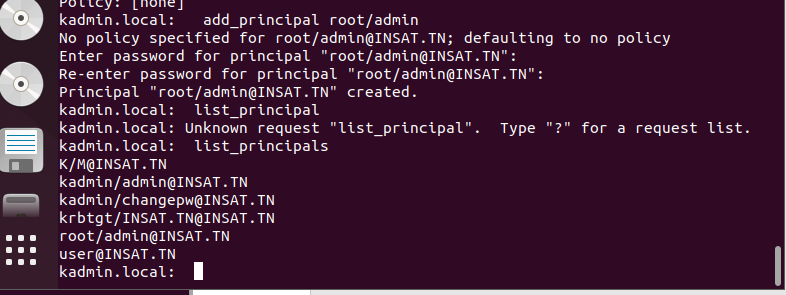 Policy: [none]
kadmin.local:   add_principal root/admin
No policy specified for root/admin@INSAT.TN; defaulting to no policy
Enter password for principal "root/admin@INSAT.TN":
Re-enter password for principal "root/admin@INSAT.TN":
Principal "root/admin@INSAT.TN" created.
kadmin.local:  list_principal
kadmin.local: Unknown request "list_principal".  Type "?" for a request list.
kadmin.local:  list_principals
K/M@INSAT.TN
kadmin/admin@INSAT.TN
kadmin/changepw@INSAT.TN
krbtgt/INSAT.TN@INSAT.TN
root/admin@INSAT.TN
user@INSAT.TN
kadmin.local: